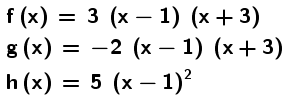 f (x) = 3 (x − 1) (x + 3)
g (x) = −2 (x − 1) (x + 3)
h (x) = 5 (x − 1)²